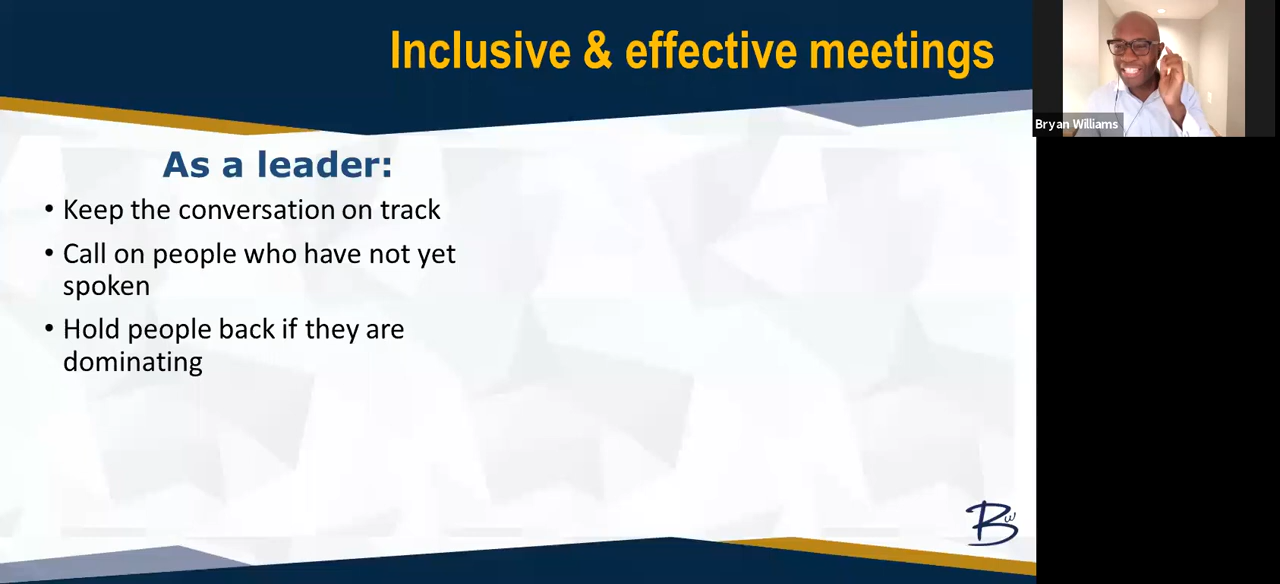 Inclusive & effective meetings
Bryan Williams
As a leader:
• Keep the conversation on track
• Call on people who have not yet
spoken
• Hold people back if they are
dominating
Bw